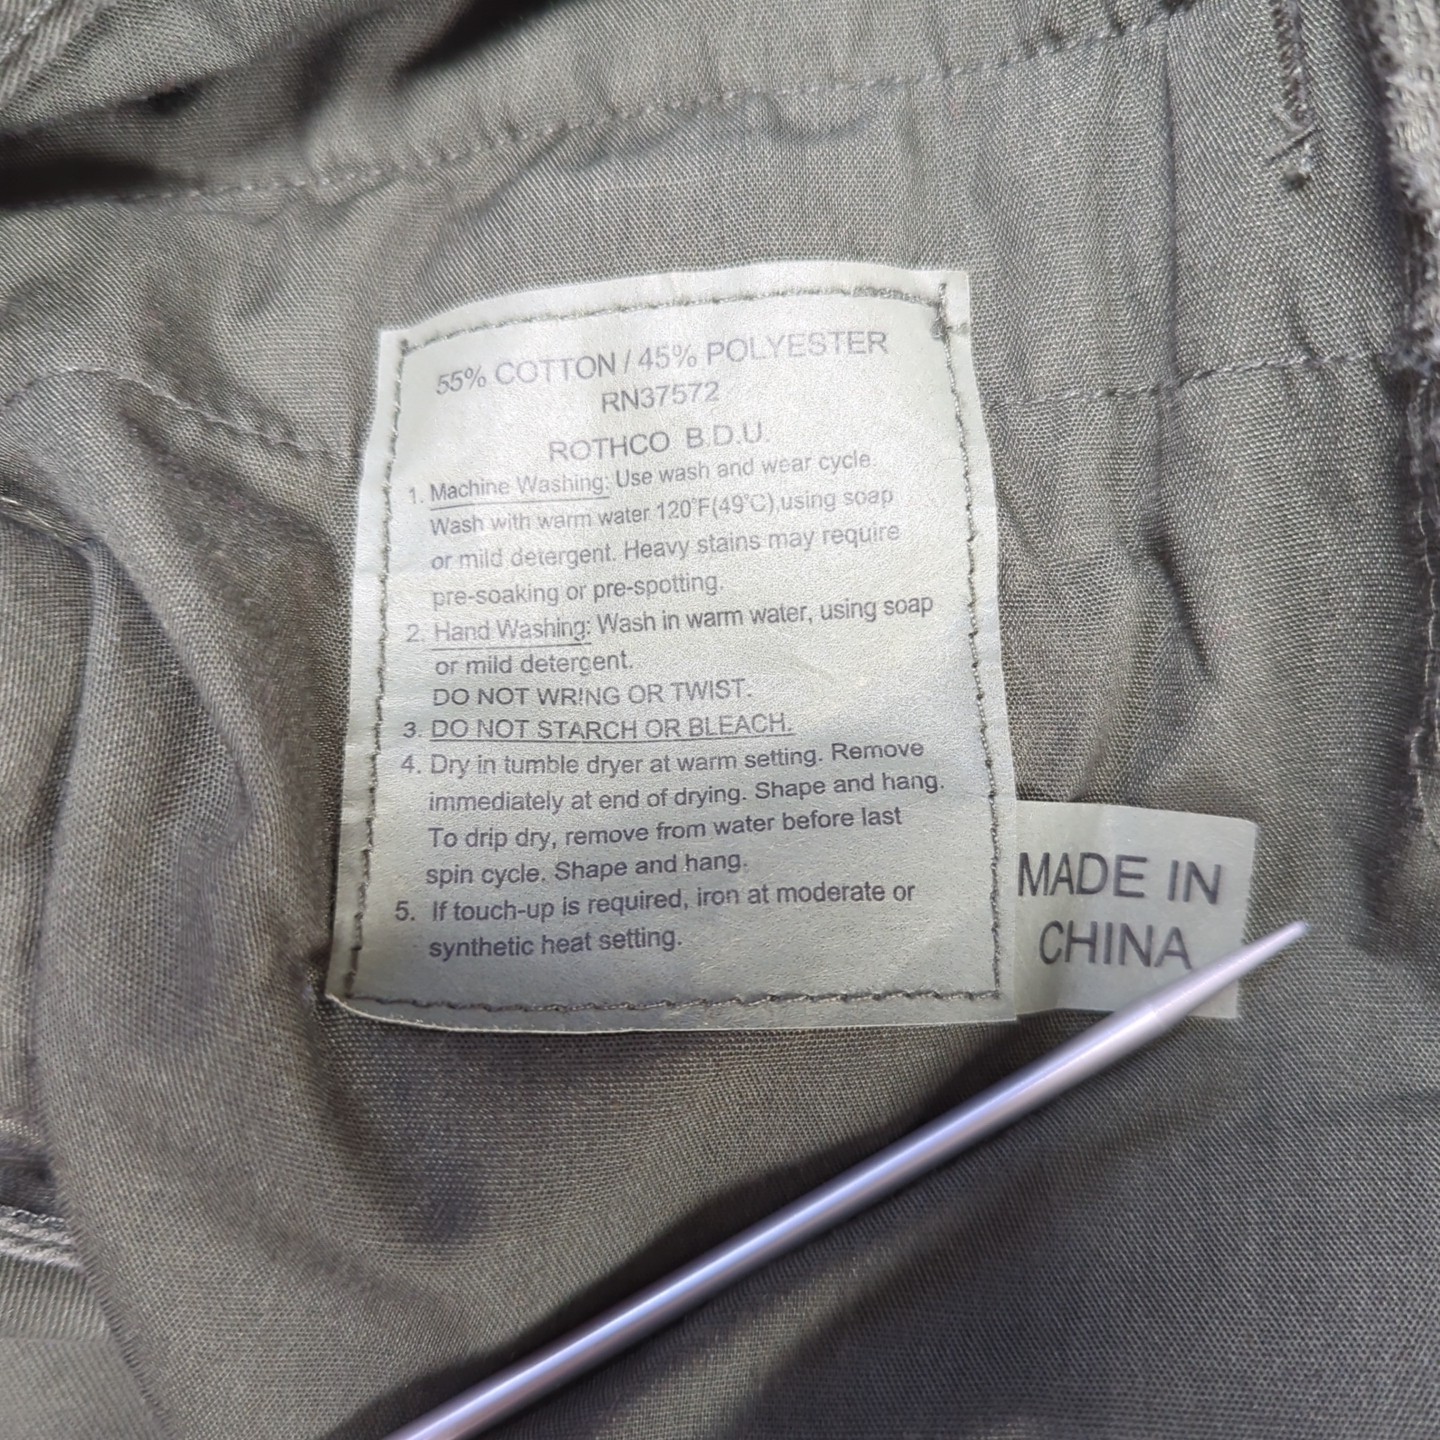 55% COTTON / 45% POLYESTER
RN37572
ROTHCO B.D.U.
1. Machine Washing: Use wash and wear cycle.
Wash with warm water 120°F(49°C),using soap
or mild detergent. Heavy stains may require
pre-soaking or pre-spotting.
2. Hand Washing: Wash in warm water, using soap
or mild detergent.
DO NOT WRING OR TWIST.
3. DO NOT STARCH OR BLEACH.
4. Dry in tumble dryer at warm setting. Remove
immediately at end of drying. Shape and hang.
To drip dry, remove from water before last
spin cycle. Shape and hang.
5. If touch-up is required, iron at moderate or
synthetic heat setting.
MADE IN
CHINA